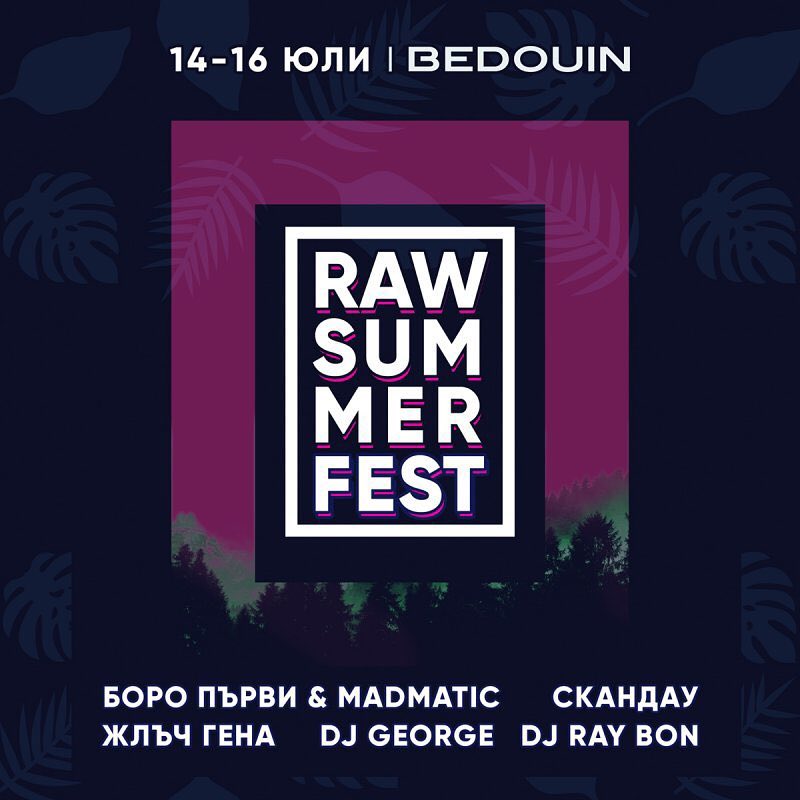 14-16 ЮЛИ | BEDOUIN
RAW
SUM
MER
FEST
БОРО ПЪРВИ & MADMATIC СКАНДАУ
ЖЛЪЧ ГЕНА DJ GEORGE DJ RAY BON